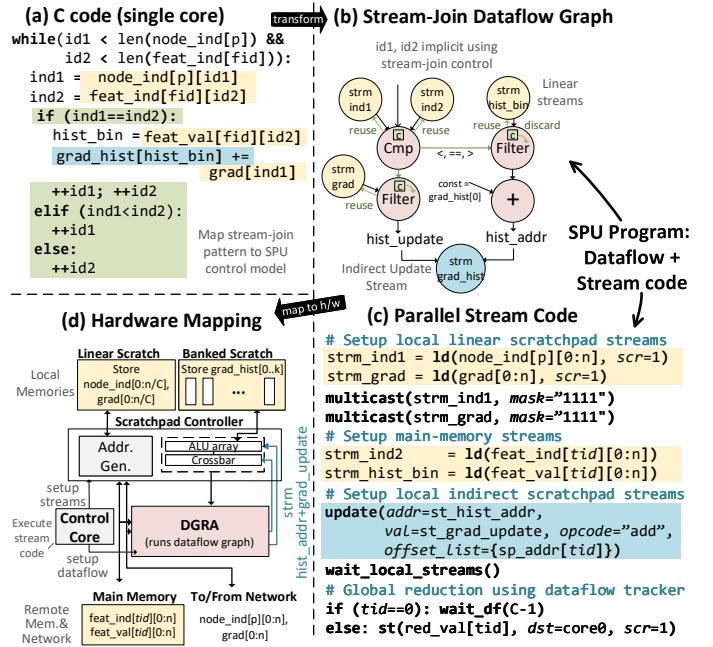 (a) C code (single core)
while(id1 < len(node_ind[p]) &&
id2 < len(feat_ind[fid])):
ind1 = node_ind[p][id1]
ind2 = feat_ind[fid][id2]
if (ind1==ind2):
hist_bin = feat_val[fid][id2]
grad_hist[hist_bin] +=
grad[ind1]
++id1; ++id2
elif (ind1<ind2):
++id1
else:
++id2
Map stream-join
pattern to SPU
control model
transform
(b) Stream-Join Dataflow Graph
id1, id2 implicit using
stream-join control
strm
ind1
strm
ind2
strm
hist_bin
Linear
streams
reuse
reuse
reuse
discard
C
Cmp
<, ==, >
C
Filter
strm
grad
reuse
C
Filter
const =
grad_hist[0]
+
hist_update
hist_addr
Indirect Update
Stream
strm
grad_hist
SPU Program:
Dataflow +
Stream code
map to h/w
(c) Parallel Stream Code
# Setup local linear scratchpad streams
strm_ind1 = ld(node_ind[p][0:n], scr=1)
strm_grad = ld(grad[0:n], scr=1)
multicast(strm_ind1, mask=”1111")
multicast(strm_grad, mask=”1111")
# Setup main-memory streams
strm_ind2 = ld(feat_ind[tid][0:n])
strm_hist_bin = ld(feat_val[tid][0:n])
# Setup local indirect scratchpad streams
update(addr=st_hist_addr,
val=st_grad_update, opcode=”add”,
offset_list={sp_addr[tid]})
wait_local_streams()
# Global reduction using dataflow tracker
if (tid==0): wait_df(C-1)
else: st(red_val[tid], dst=core0, scr=1)
(d) Hardware Mapping
Linear Scratch
Banked Scratch
Local
Memories
Store
node_ind[0:n/C],
grad[0:n/C]
Store grad_hist[0..k]
...
Scratchpad Controller
Addr.
Gen.
ALU array
Crossbar
setup
streams
Execute
stream
code
Control
Core
DGRA
(runs dataflow graph)
setup
dataflow
strm
hist_addr+grad_update
Main Memory
To/From Network
Remote
Mem.&
Network
feat_ind[tid][0:n]
feat_val[tid][0:n]
node_ind[p][0:n],
grad[0:n]